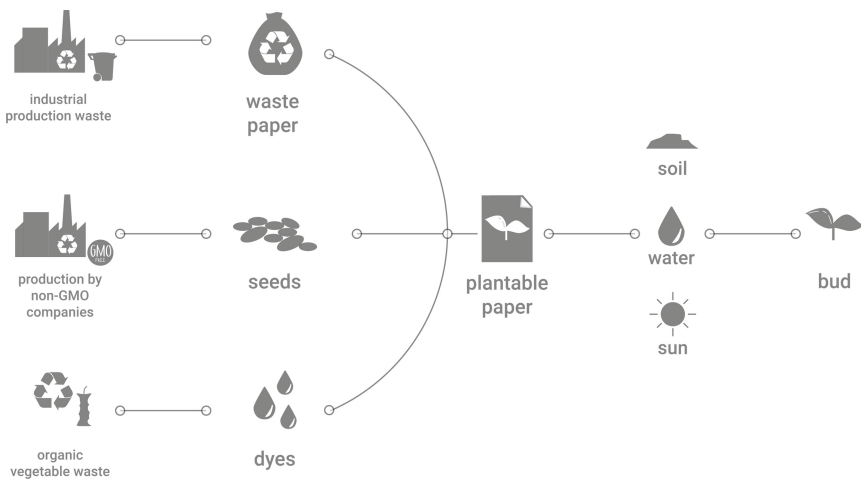 industrial
production waste
waste
paper
soil
GMO
FREE
production by
non-GMO
companies
seeds
plantable
paper
water
bud
sun
organic
vegetable waste
dyes